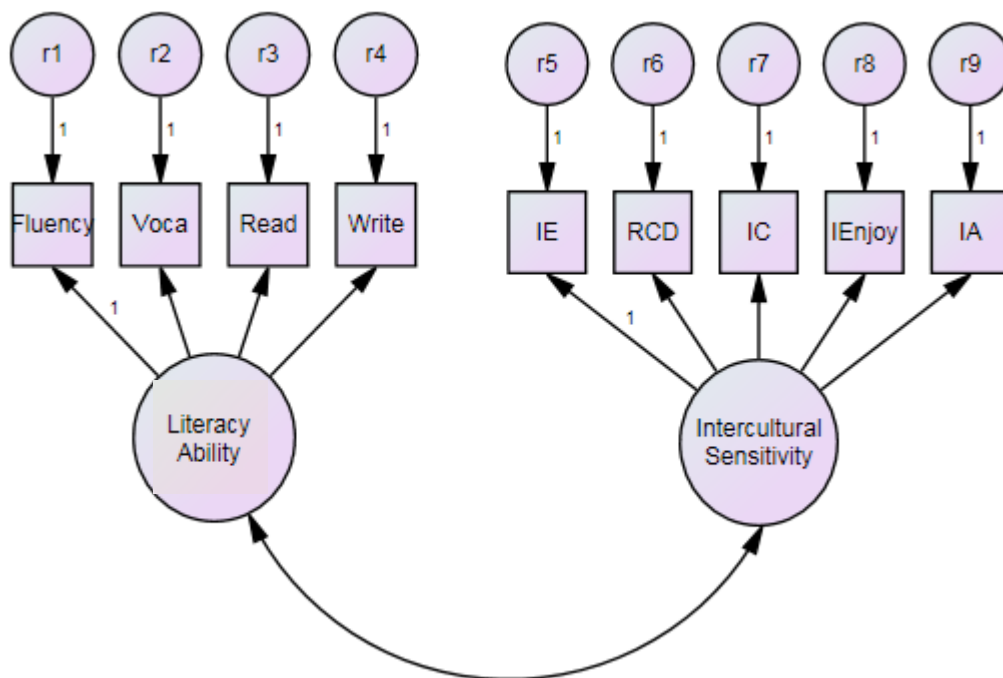 r1 r2 r3 r4 r5 r6 r7 r8 r9
1 1 1 1 1 1 1 1 1
Fluency Voca Read Write IE RCD IC IEnjoy IA
1 1
Literacy
Ability
Intercultural
Sensitivity